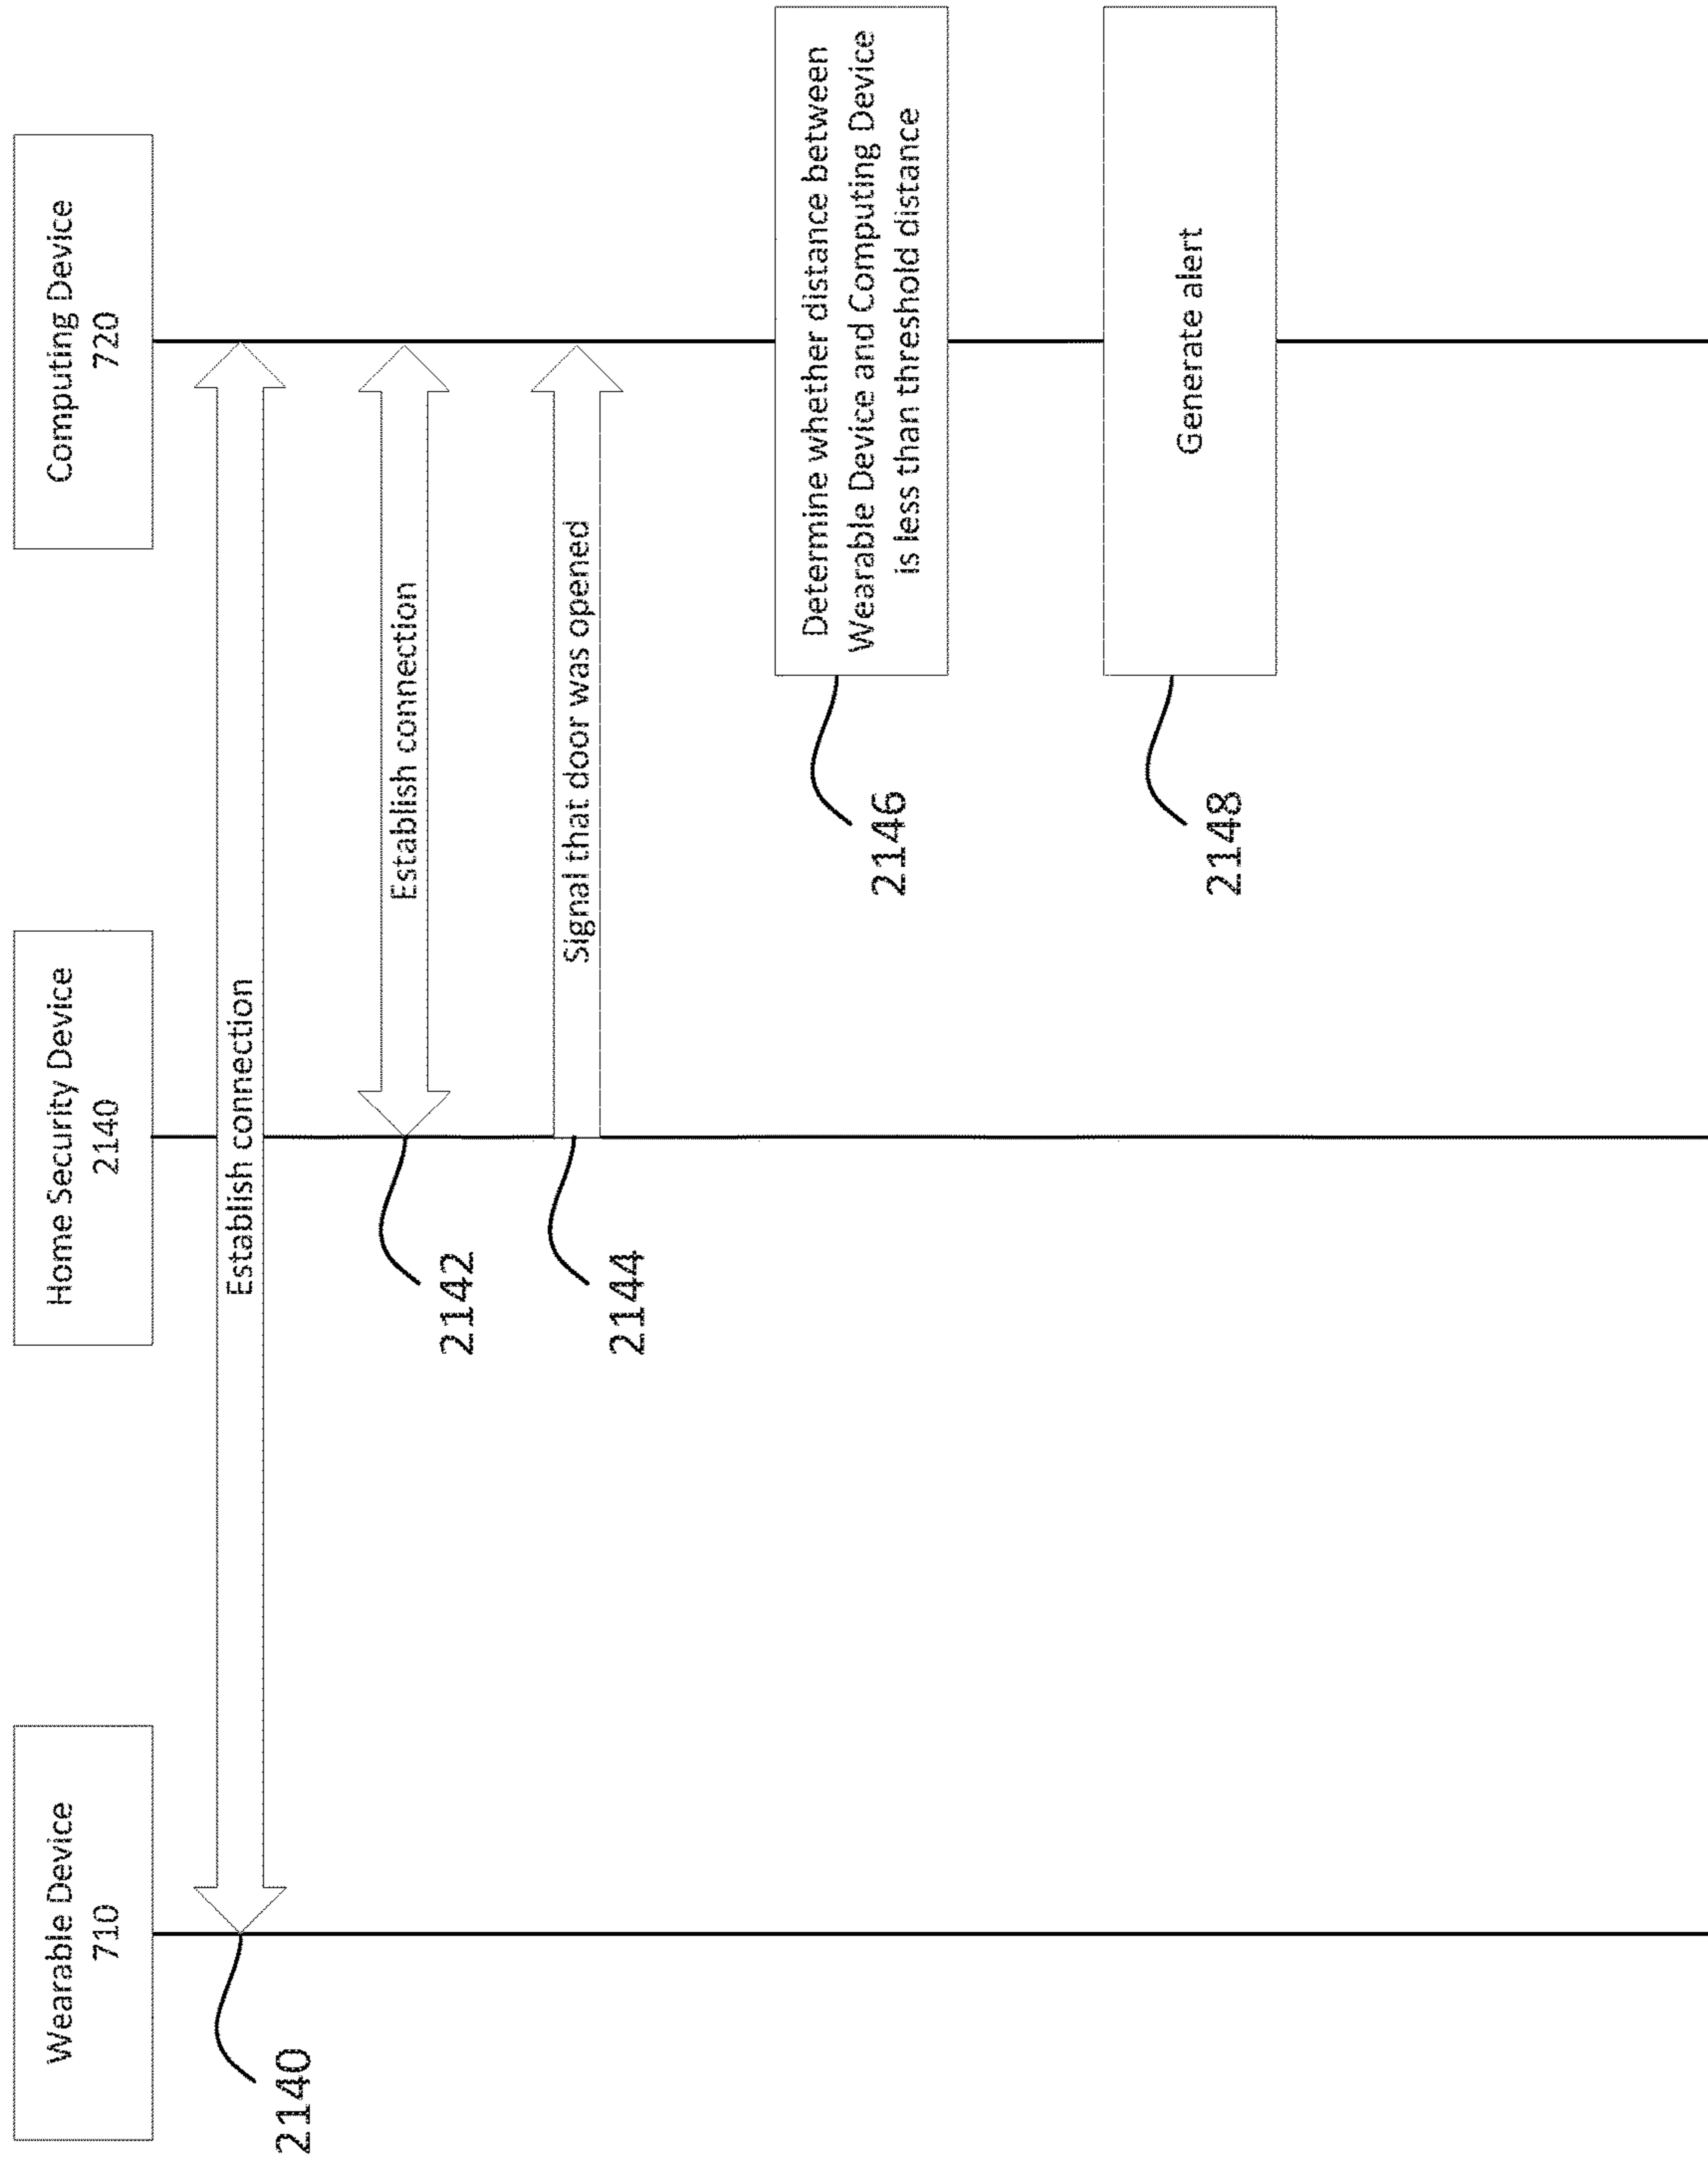 Wearable Device
710
Home Security Device
2140
Computing Device
720
Establish connection
2140
Establish connection
2142
Signal that door was opened
2144
Determine whether distance between
Wearable Device and Computing Device
is less than threshold distance
2146
Generate alert
2148